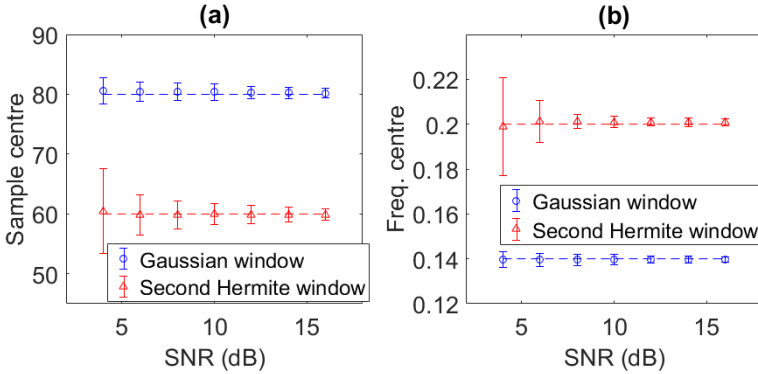 (a)
Sample centre
90
80
70
60
50
Gaussian window
Second Hermite window
5
10
15
SNR (dB)
(b)
Freq. centre
0.22
0.2
0.18
0.16
0.14
0.12
Gaussian window
Second Hermite window
5
10
15
SNR (dB)